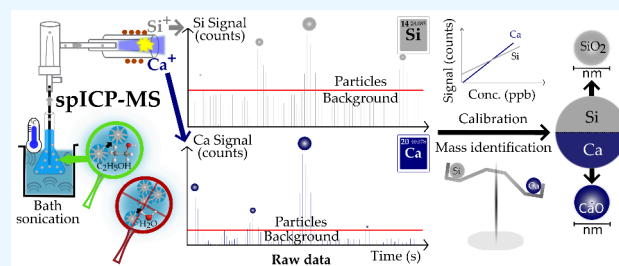 Si⁺
Ca⁺
spICP-MS
C₂H₅OH
H₂O
Bath
sonication
Si Signal
(counts)
14
Si
Particles
Background
Ca Signal
(counts)
20
Ca
Particles
Background
Raw data
Time (s)
Signal (counts)
Ca
Si
Conc. (ppb)
Calibration
Mass identification
Si
Ca
SiO₂
nm
Si
Ca
CaO
nm